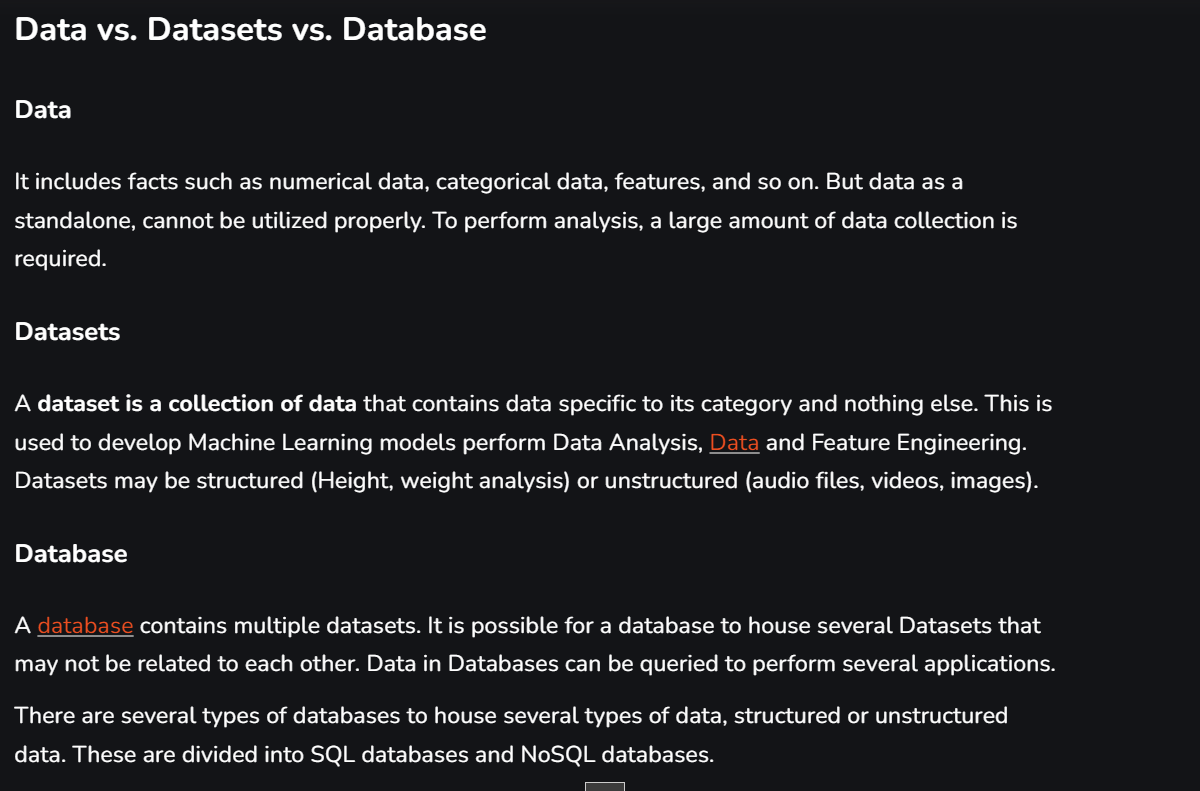 Data vs. Datasets vs. Database
Data
It includes facts such as numerical data, categorical data, features, and so on. But data as a
standalone, cannot be utilized properly. To perform analysis, a large amount of data collection is
required.
Datasets
A dataset is a collection of data that contains data specific to its category and nothing else. This is
used to develop Machine Learning models perform Data Analysis, Data and Feature Engineering.
Datasets may be structured (Height, weight analysis) or unstructured (audio files, videos, images).
Database
A database contains multiple datasets. It is possible for a database to house several Datasets that
may not be related to each other. Data in Databases can be queried to perform several applications.
There are several types of databases to house several types of data, structured or unstructured
data. These are divided into SQL databases and NoSQL databases.